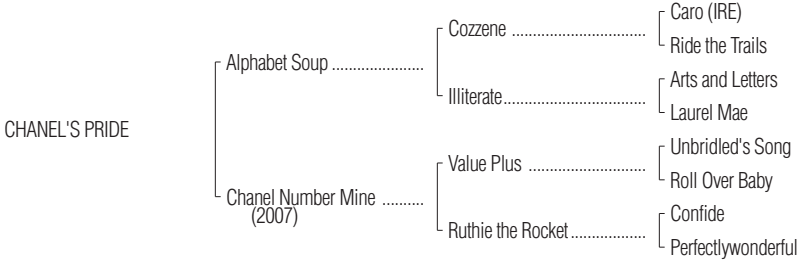 Caro (IRE)
Cozzene ................................
Ride the Trails
Alphabet Soup ......................
Arts and Letters
Illiterate..................................
Laurel Mae
CHANEL'S PRIDE
Unbridled's Song
Value Plus ............................
Roll Over Baby
Chanel Number Mine ..........
(2007)
Confide
Ruthie the Rocket..................
Perfectlywonderful